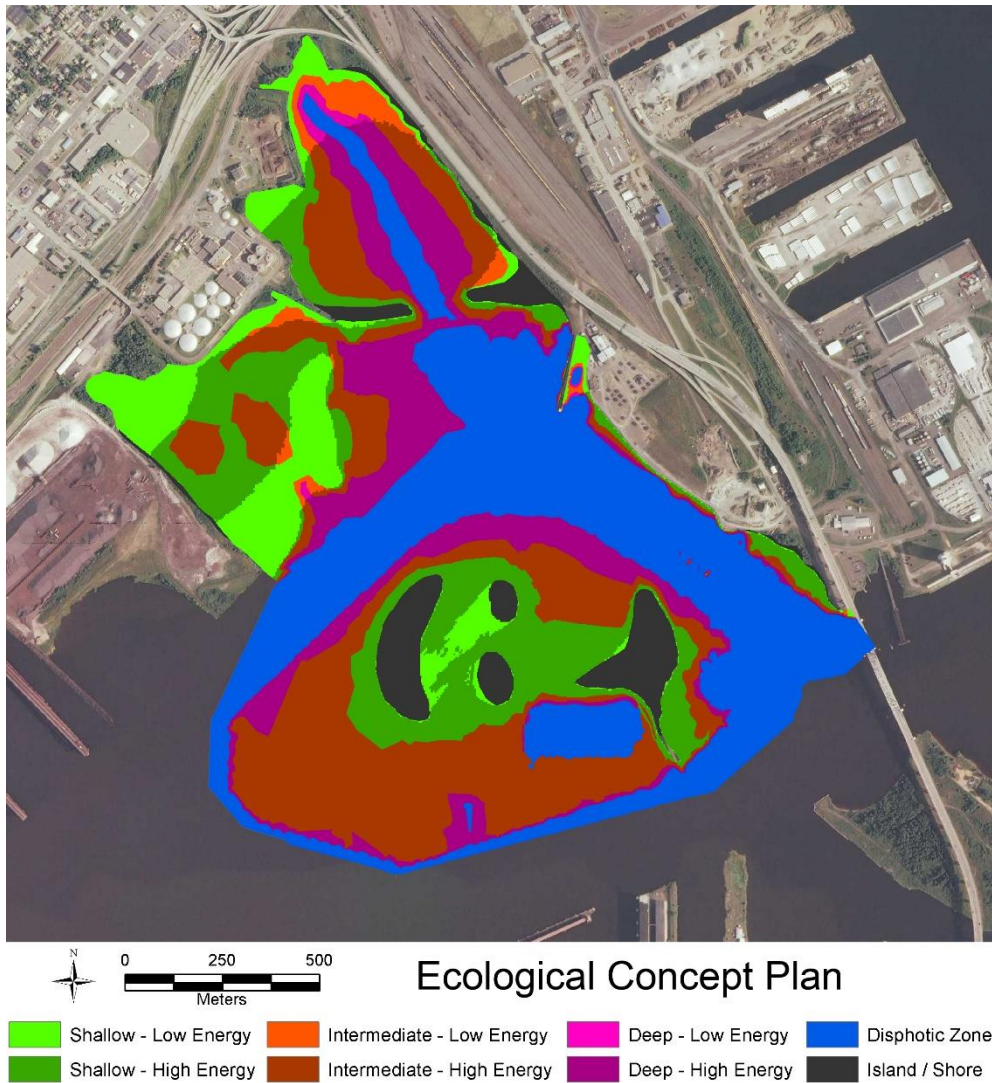 N
0 250 500
Meters
Ecological Concept Plan
Shallow - Low Energy
Intermediate - Low Energy
Deep - Low Energy
Disphotic Zone
Shallow - High Energy
Intermediate - High Energy
Deep - High Energy
Island / Shore